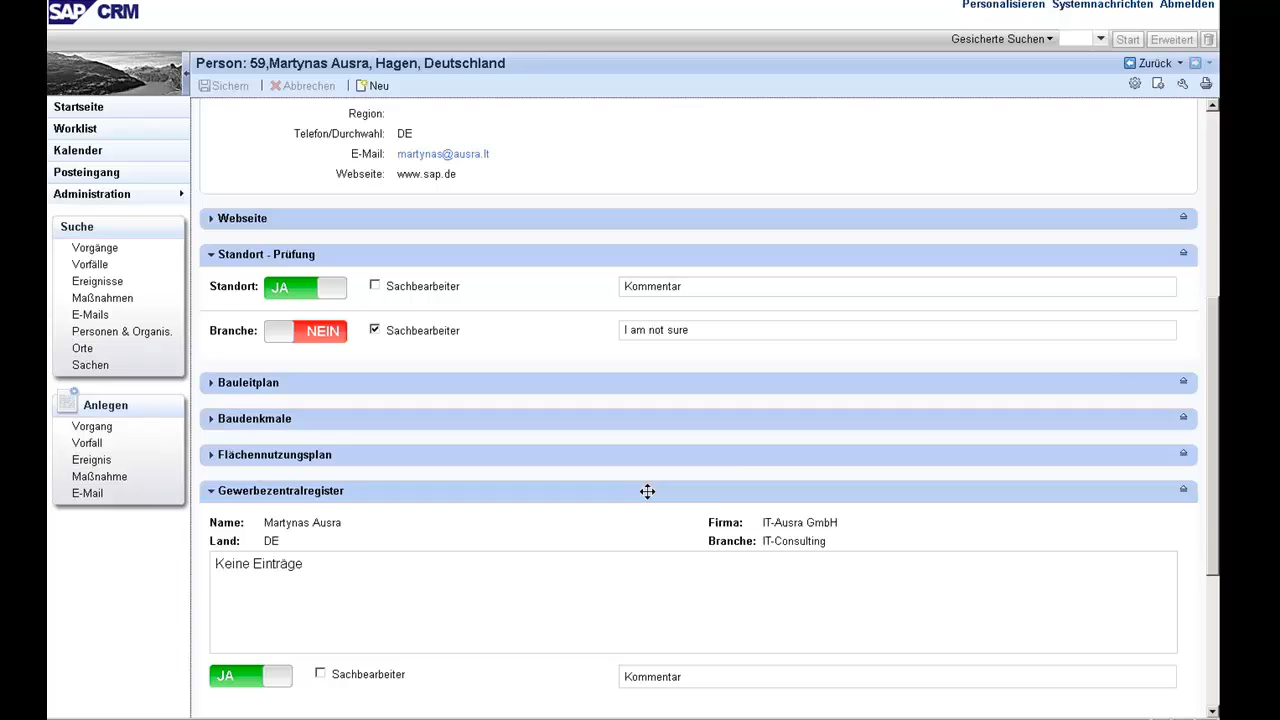 SAP CRM
Personalisieren Systemnachrichten Abmelden
Gesicherte Suchen Start Erweitert
Person: 59,Martynas Ausra, Hagen, Deutschland
Zurück
Sichern Abbrechen Neu
Startseite
Worklist
Kalender
Posteingang
Administration
Suche
Vorgänge
Vorfälle
Ereignisse
Maßnahmen
E-Mails
Personen & Organis.
Orte
Sachen
Anlegen
Vorgang
Vorfall
Ereignis
Maßnahme
E-Mail
Region:
Telefon/Durchwahl: DE
E-Mail: martynas@ausra.lt
Webseite: www.sap.de
Webseite
Standort - Prüfung
Standort: JA Sachbearbeiter Kommentar
Branche: NEIN Sachbearbeiter I am not sure
Bauleitplan
Baudenkmale
Flächennutzungsplan
Gewerbezentralregister
Name: Martynas Ausra Firma: IT-Ausra GmbH
Land: DE Branche: IT-Consulting
Keine Einträge
JA Sachbearbeiter Kommentar